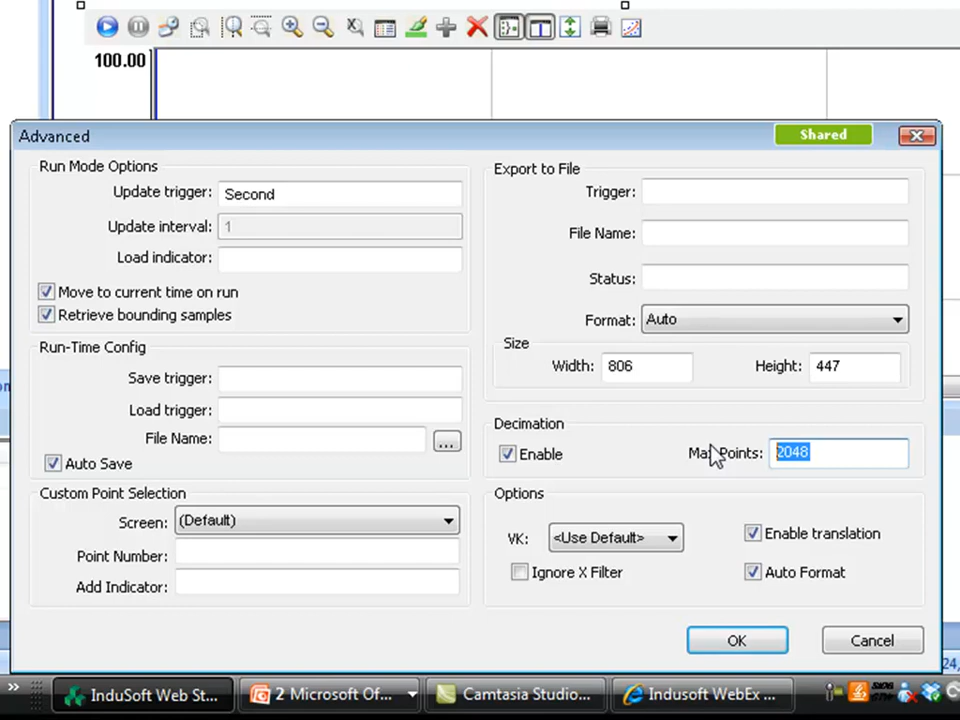 100.00
Advanced
Shared
Run Mode Options
Update trigger: Second
Update interval: 1
Load indicator:
Move to current time on run
Retrieve bounding samples
Run-Time Config
Save trigger:
Load trigger:
File Name:
...
Auto Save
Custom Point Selection
Screen: (Default)
Point Number:
Add Indicator:
Export to File
Trigger:
File Name:
Status:
Format: Auto
Size
Width: 806
Height: 447
Decimation
Enable
Max Points: 2048
Options
VK: <Use Default>
Enable translation
Ignore X Filter
Auto Format
OK
Cancel
24,
InduSoft Web St...
2 Microsoft Of...
Camtasia Studio...
Indusoft WebEx ...